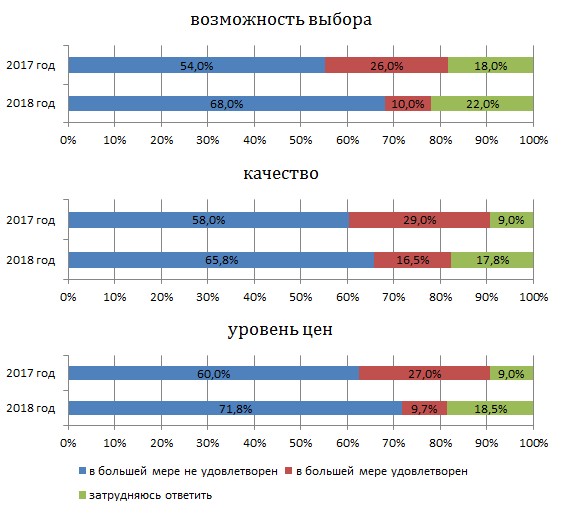 возможность выбора
2017 год 54,0% 26,0% 18,0%
2018 год 68,0% 10,0% 22,0%
0% 10% 20% 30% 40% 50% 60% 70% 80% 90% 100%
качество
2017 год 58,0% 29,0% 9,0%
2018 год 65,8% 16,5% 17,8%
0% 10% 20% 30% 40% 50% 60% 70% 80% 90% 100%
уровень цен
2017 год 60,0% 27,0% 9,0%
2018 год 71,8% 9,7% 18,5%
0% 10% 20% 30% 40% 50% 60% 70% 80% 90% 100%
в большей мере не удовлетворен в большей мере удовлетворен
затрудняюсь ответить